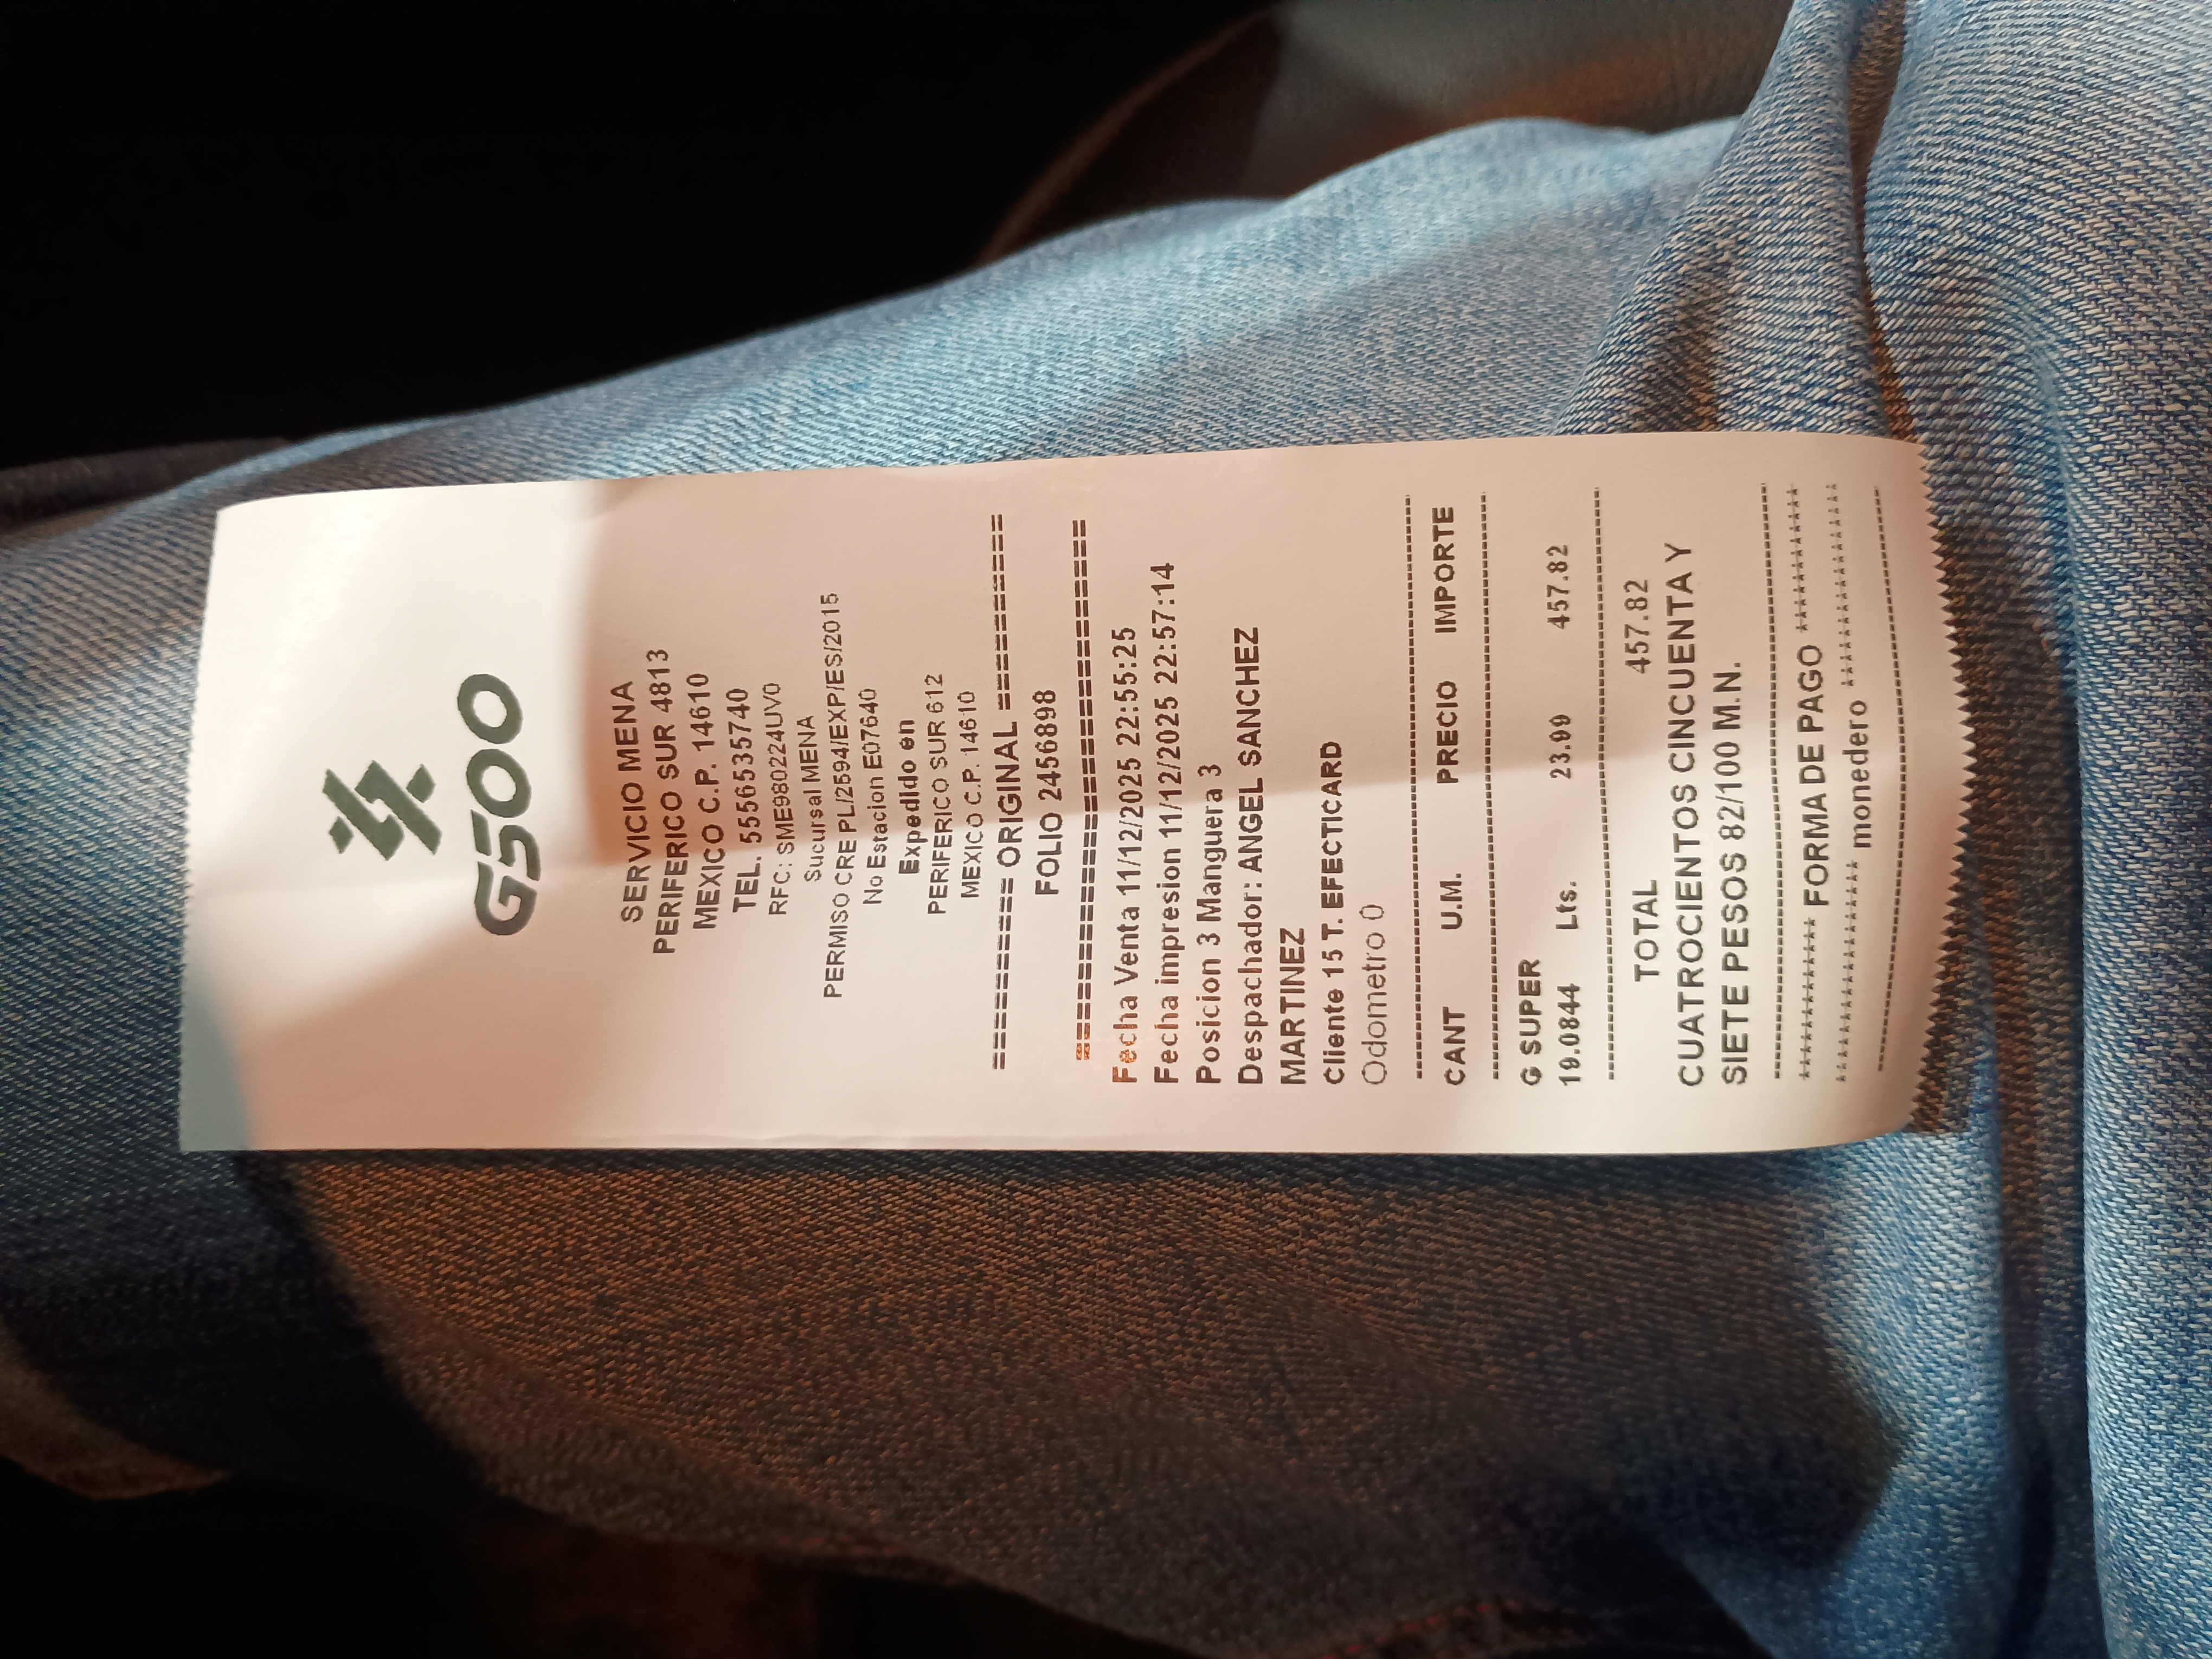 G500
SERVICIO MENA
PERIFERICO SUR 4813
MEXICO C.P. 14610
TEL. 5556535740
RFC: SME980224UV0
Sucursal MENA
PERMISO CRE PL/2594/EXP/ES/2015
No Estacion E07640
Expedido en
PERIFERICO SUR 612
MEXICO C.P. 14610
========= ORIGINAL =========
FOLIO 2456898
============================
Fecha Venta 11/12/2025 22:55:25
Fecha impresion 11/12/2025 22:57:14
Posicion 3 Manguera 3
Despachador: ANGEL SANCHEZ
MARTINEZ
Cliente 15 T. EFECTICARD
Odometro 0
CANT U.M. PRECIO IMPORTE
G SUPER
19.0844 Lts. 23.99 457.82
TOTAL 457.82
CUATROCIENTOS CINCUENTA Y
SIETE PESOS 82/100 M.N.
*********** FORMA DE PAGO ***********
*************** monedero **************